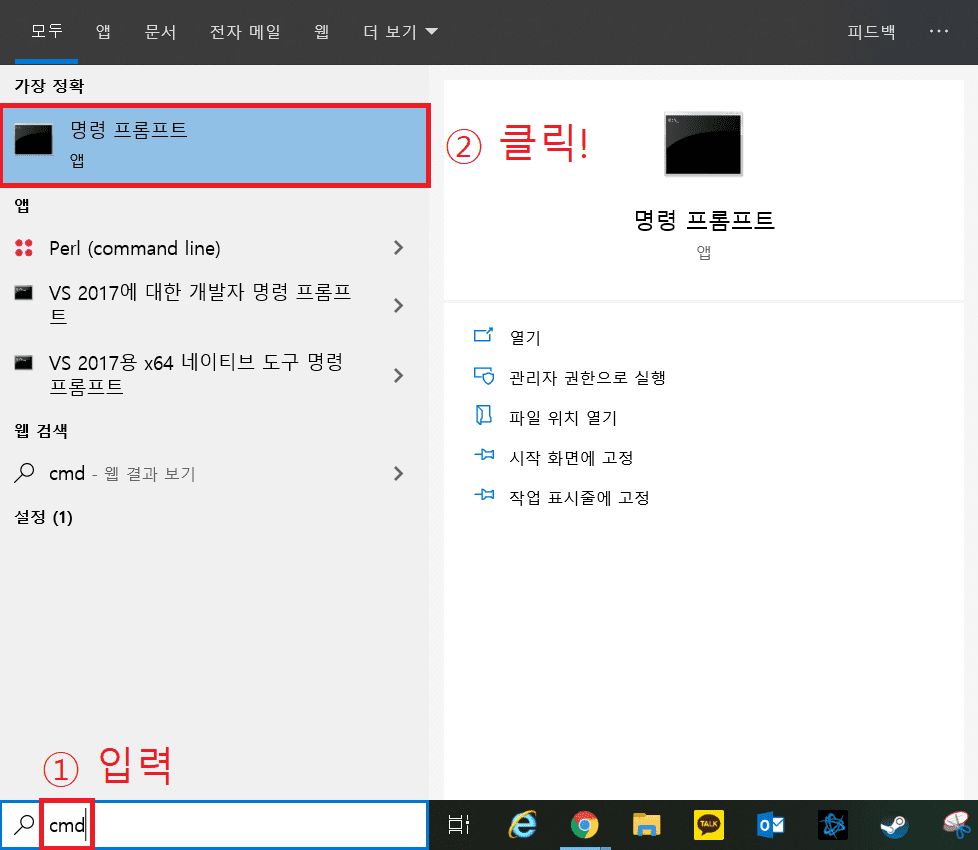 모두 앱 문서 전자 메일 웹 더 보기 피드백 ···
가장 정확
명령 프롬프트
앱
② 클릭!
앱
Perl (command line)
VS 2017에 대한 개발자 명령 프롬프
트
VS 2017용 x64 네이티브 도구 명령
프롬프트
웹 검색
cmd - 웹 결과 보기
설정 (1)
명령 프롬프트
앱
열기
관리자 권한으로 실행
파일 위치 열기
시작 화면에 고정
작업 표시줄에 고정
① 입력
cmd
TALK